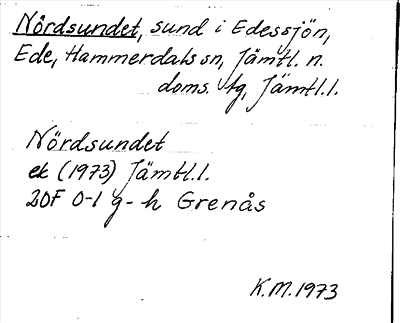 Nördsundet, sund i Edessjön,
Ede, Hammerdals sn, Jämtl. n.
doms. tg, Jämtl.l.
Nördsundet
ek (1973) Jämtl.l.
20F 0-1 g-h Grenås
K.M. 1973